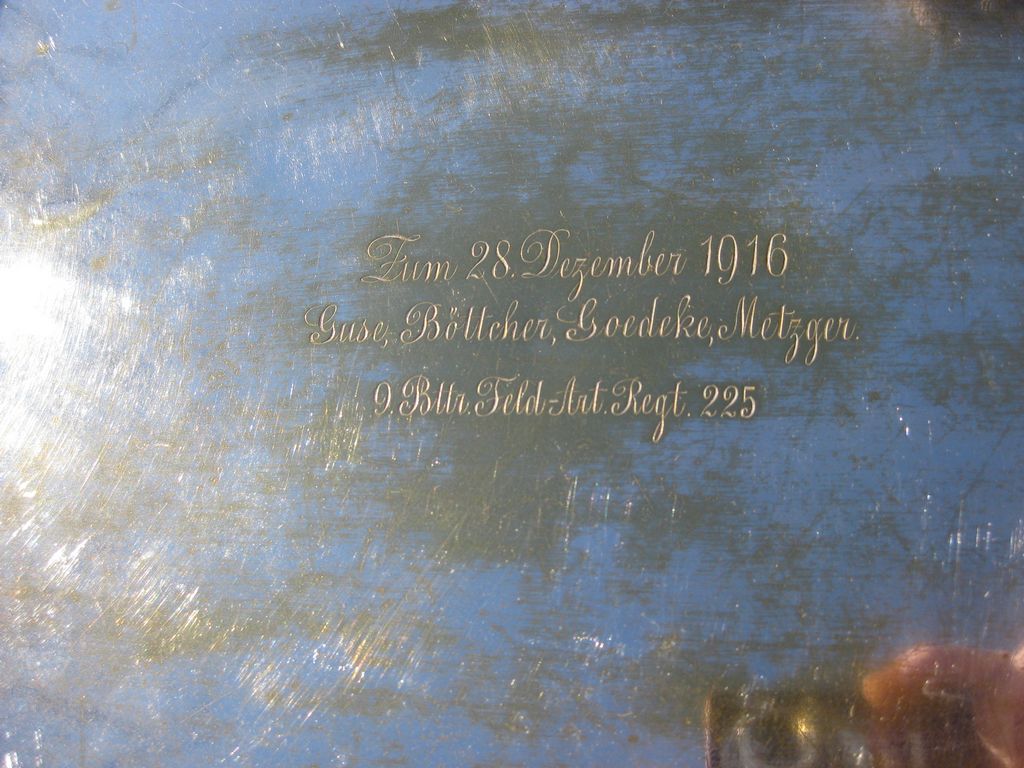 Zum 28. Dezember 1916
Guse, Böttcher, Goedeke, Metzger.
9. Bttr. Feld-Art. Regt. 225